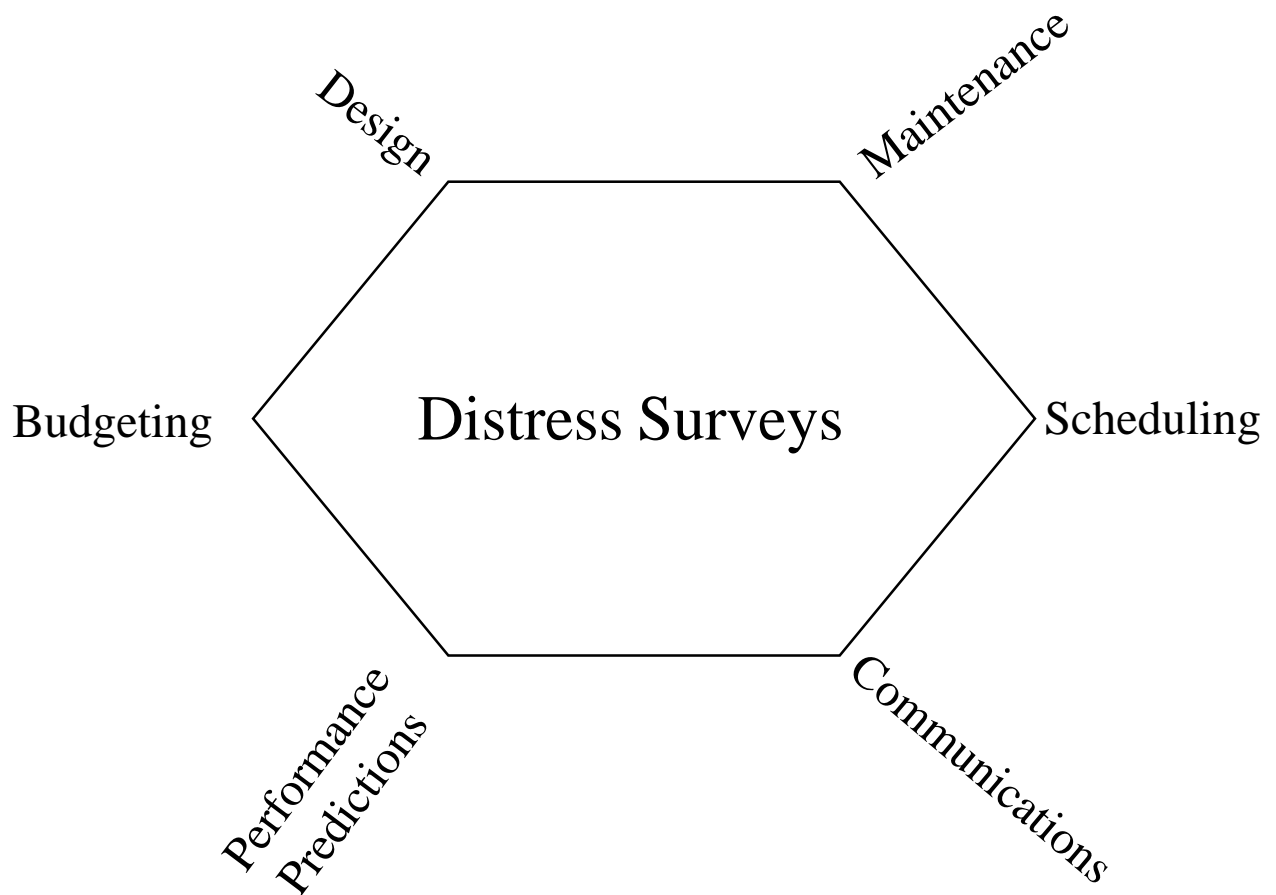 Design
Maintenance
Budgeting
Distress Surveys
Scheduling
Performance
Predictions
Communications